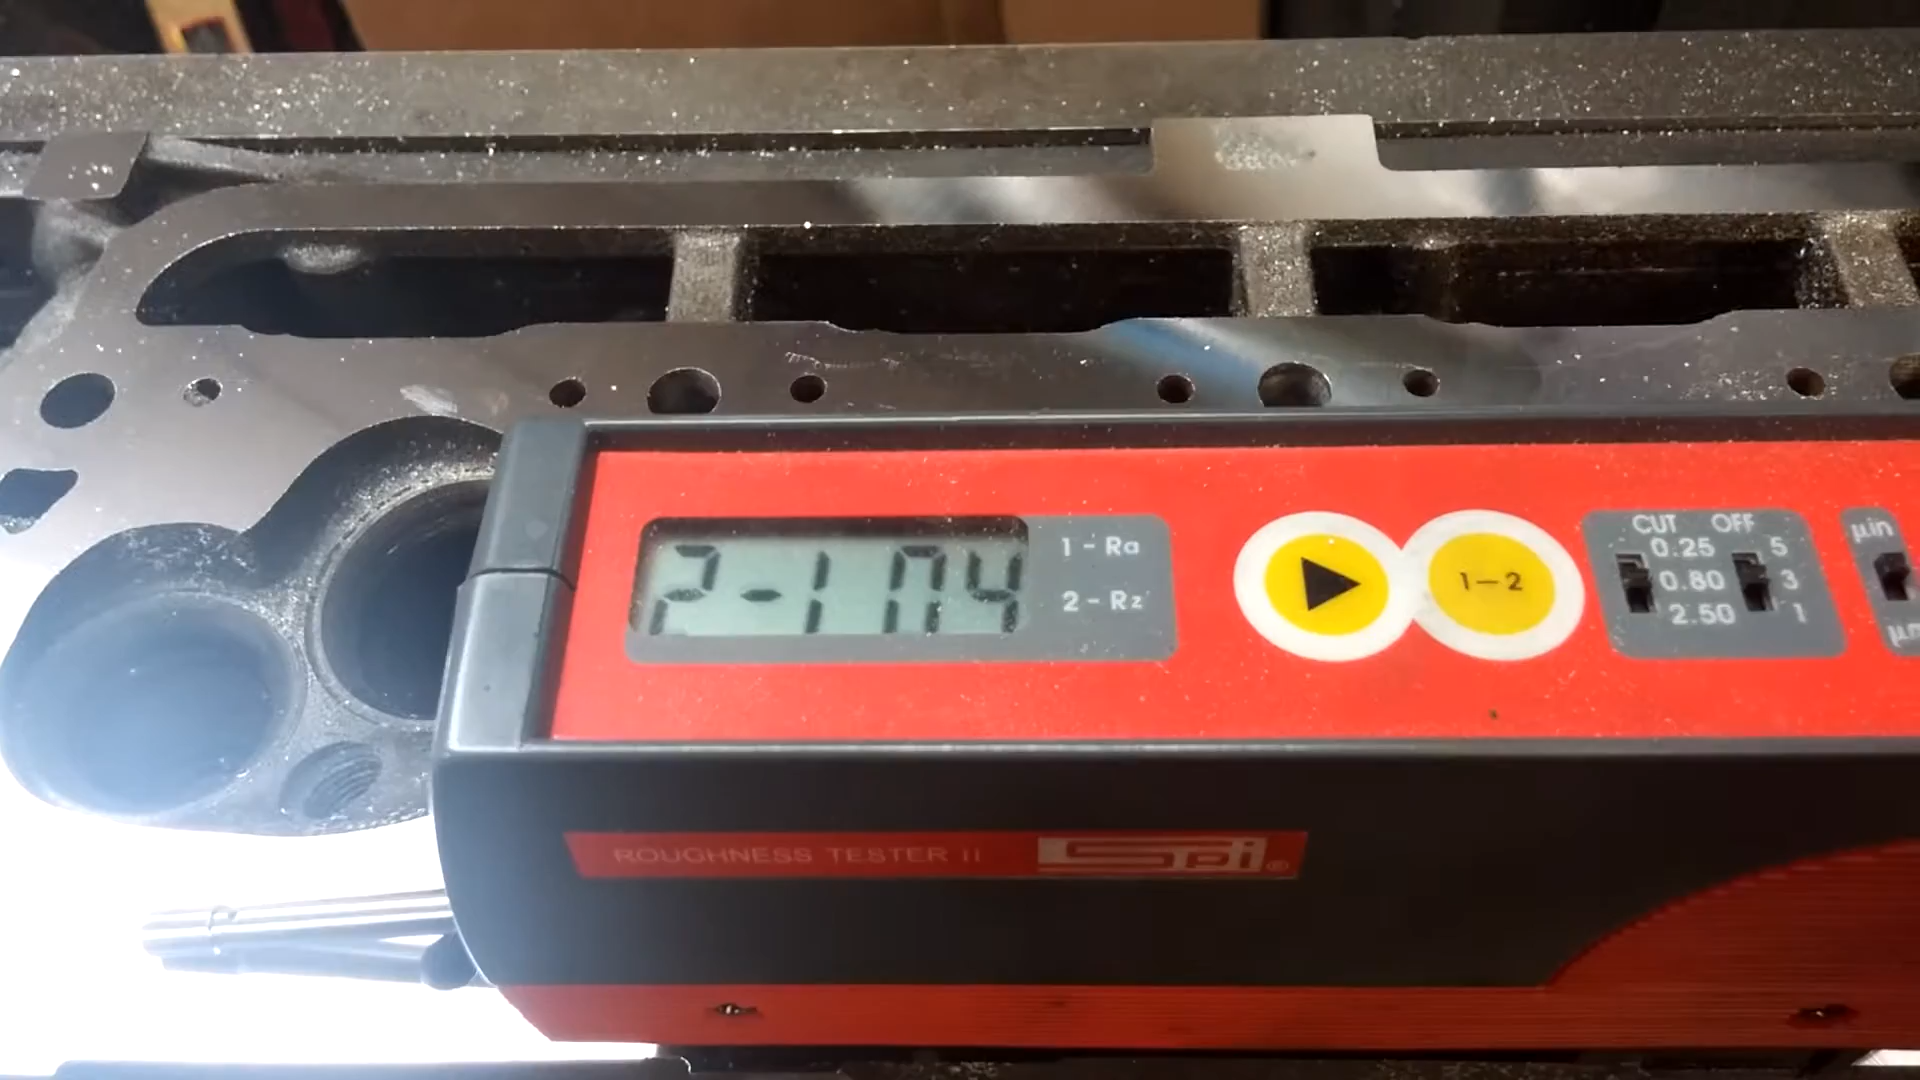 2-104
1 - Ra
2 - Rz
1—2
CUT OFF
0.25 5
0.80 3
2.50 1
µin
ROUGHNESS TESTER II
SPi®